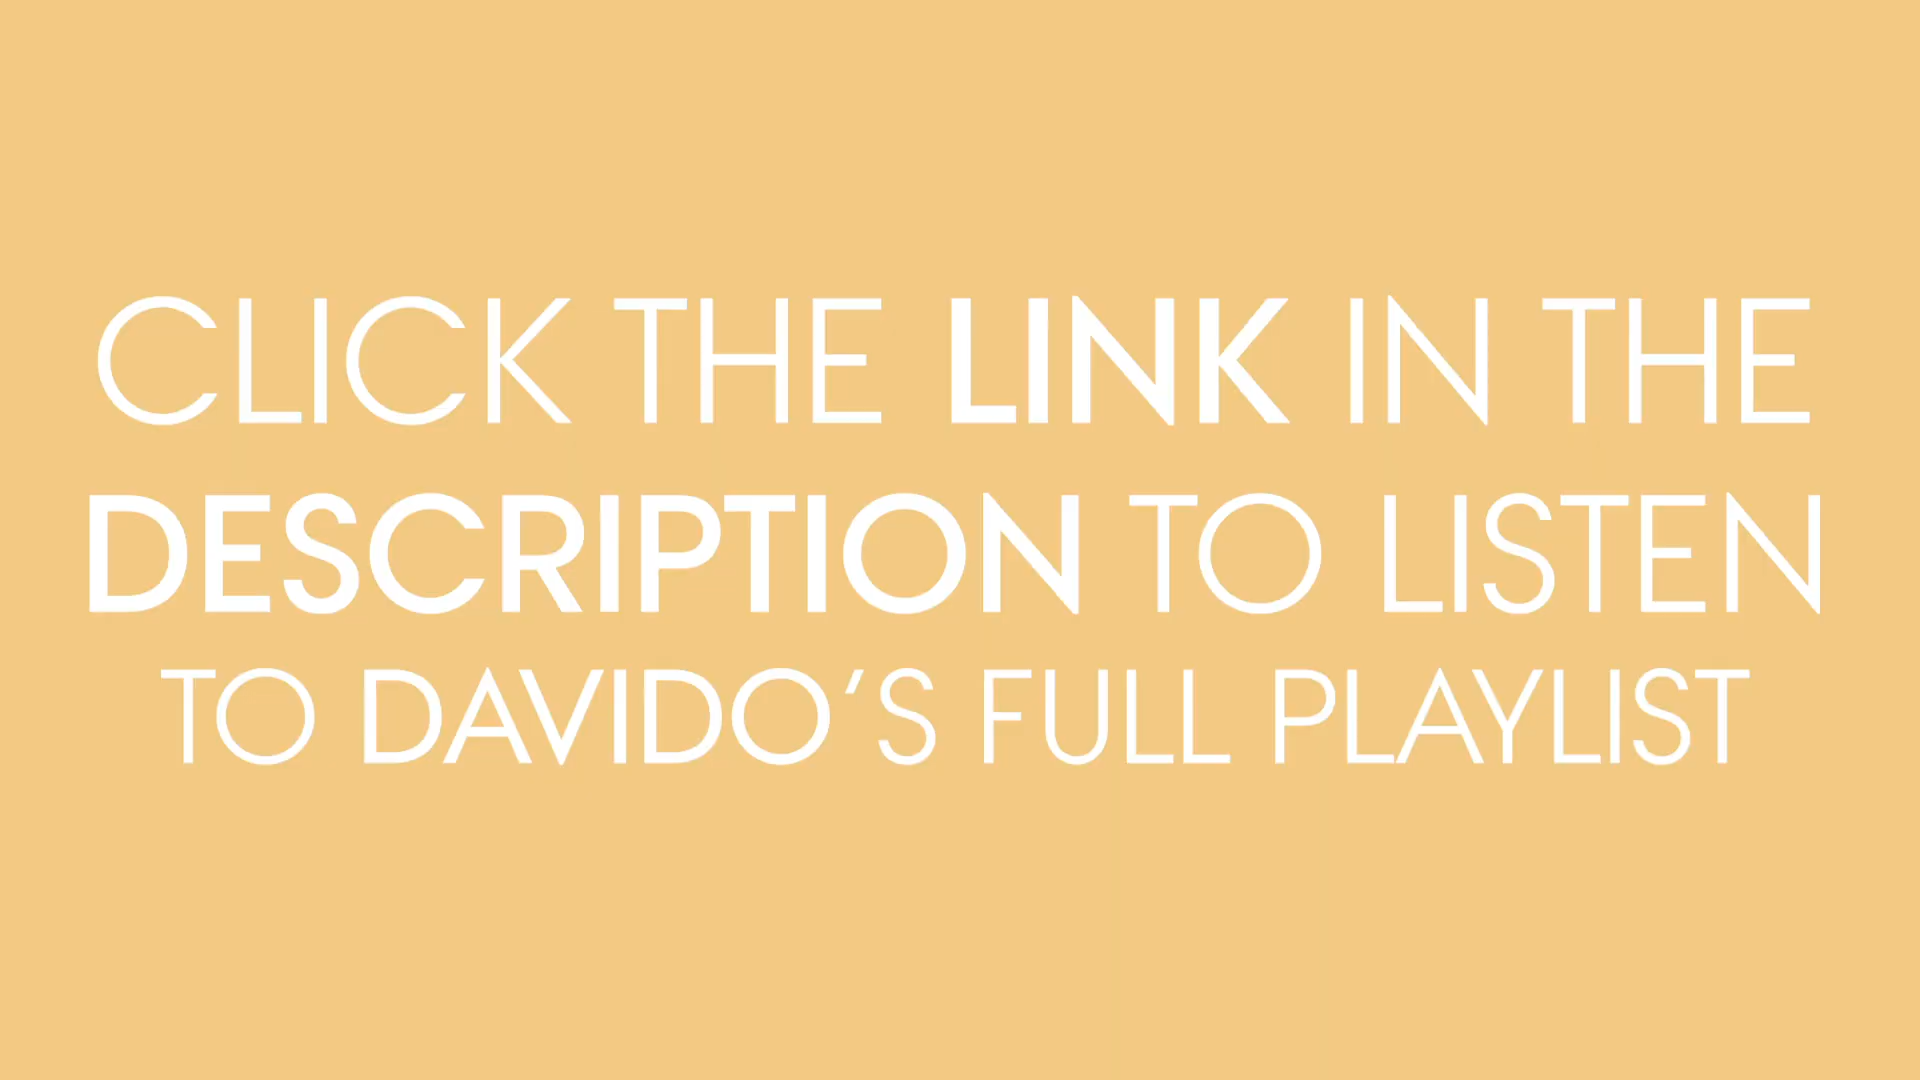 CLICK THE LINK IN THE
DESCRIPTION TO LISTEN
TO DAVIDO‘S FULL PLAYLIST